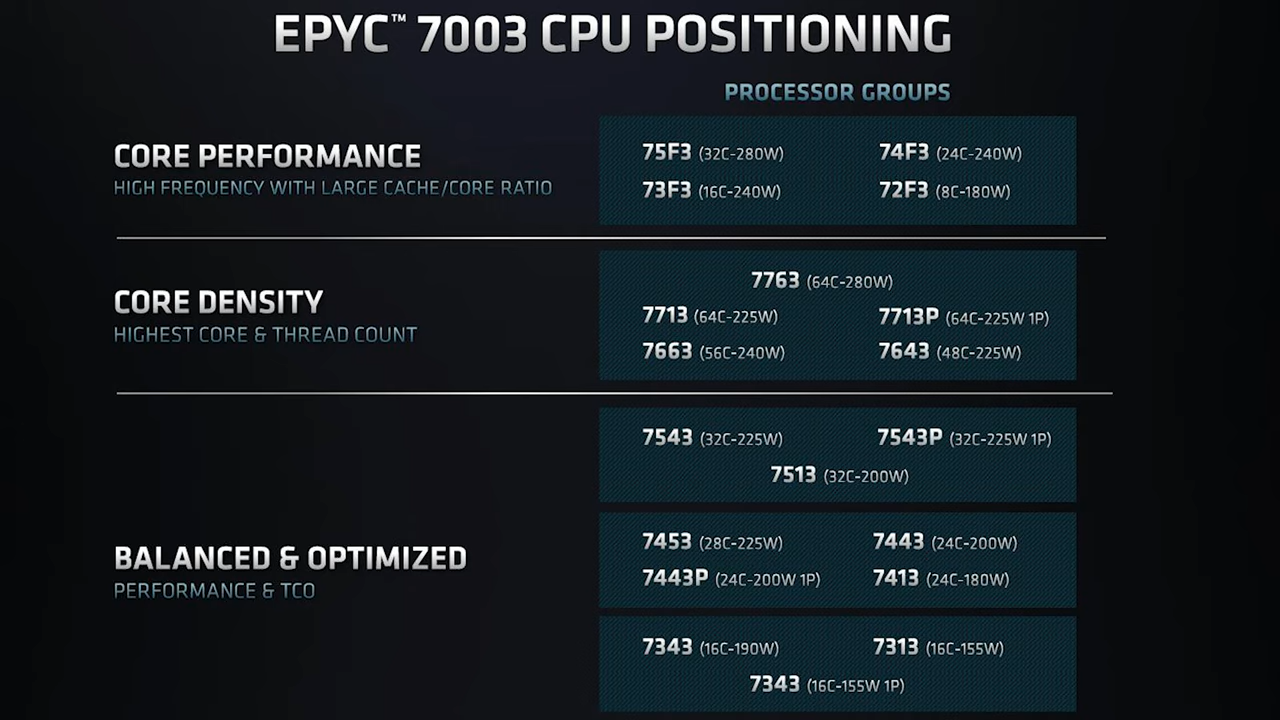 EPYC™ 7003 CPU POSITIONING
PROCESSOR GROUPS
CORE PERFORMANCE
HIGH FREQUENCY WITH LARGE CACHE/CORE RATIO
75F3 (32C-280W) 74F3 (24C-240W)
73F3 (16C-240W) 72F3 (8C-180W)
CORE DENSITY
HIGHEST CORE & THREAD COUNT
7763 (64C-280W)
7713 (64C-225W) 7713P (64C-225W 1P)
7663 (56C-240W) 7643 (48C-225W)
BALANCED & OPTIMIZED
PERFORMANCE & TCO
7543 (32C-225W) 7543P (32C-225W 1P)
7513 (32C-200W)
7453 (28C-225W) 7443 (24C-200W)
7443P (24C-200W 1P) 7413 (24C-180W)
7343 (16C-190W) 7313 (16C-155W)
7343 (16C-155W 1P)